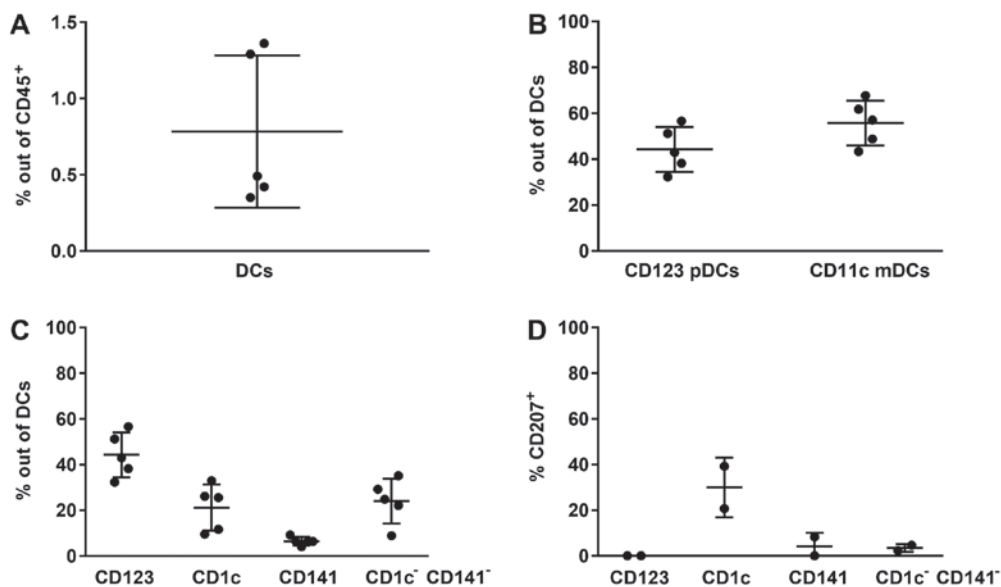 A
% out of CD45⁺
1.5
1.0
0.5
0.0
DCs
B
% out of DCs
100
80
60
40
20
0
CD123 pDCs
CD11c mDCs
C
% out of DCs
100
80
60
40
20
0
CD123
CD1c
CD141
CD1c⁻ CD141⁻
D
% CD207⁺
100
80
60
40
20
0
CD123
CD1c
CD141
CD1c⁻ CD141⁻